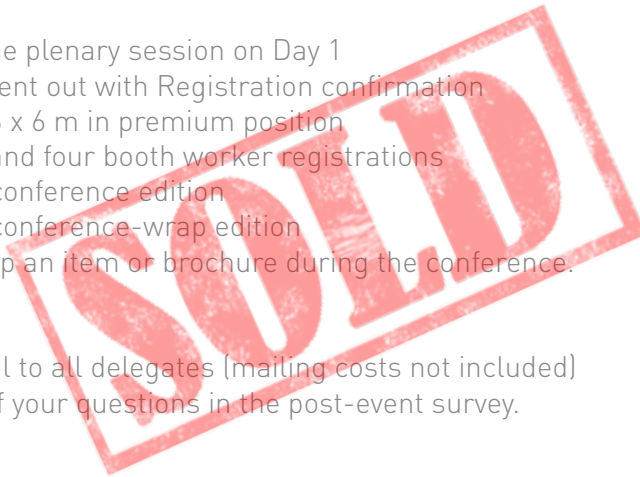 plenary session on Day 1
ent out with Registration confirmation
x 6 m in premium position
and four booth worker registrations
conference edition
conference-wrap edition
p an item or brochure during the conference.
l to all delegates (mailing costs not included)
f your questions in the post-event survey.
SOLD